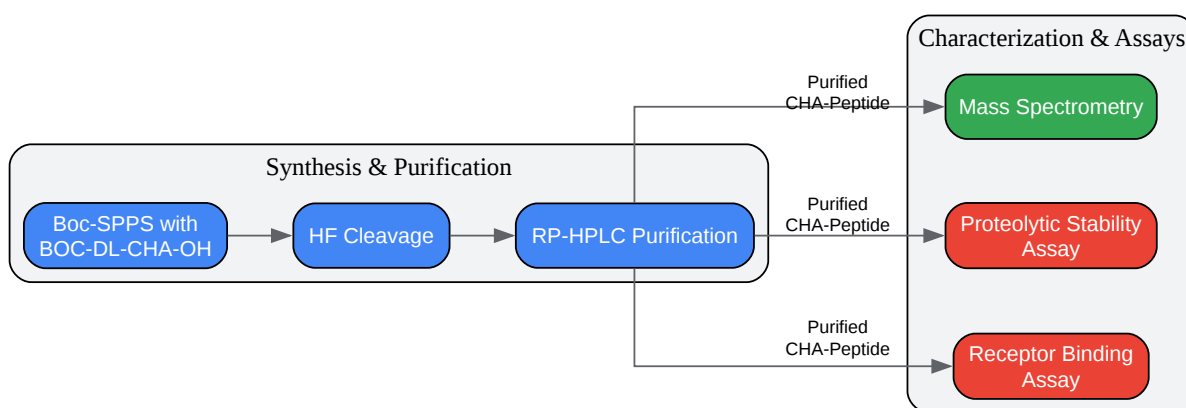 Characterization & Assays
Purified
CHA-Peptide
Mass Spectrometry
Synthesis & Purification
Boc-SPPS with
BOC-DL-CHA-OH
HF Cleavage
RP-HPLC Purification
Purified
CHA-Peptide
Proteolytic Stability
Assay
Purified
CHA-Peptide
Receptor Binding
Assay